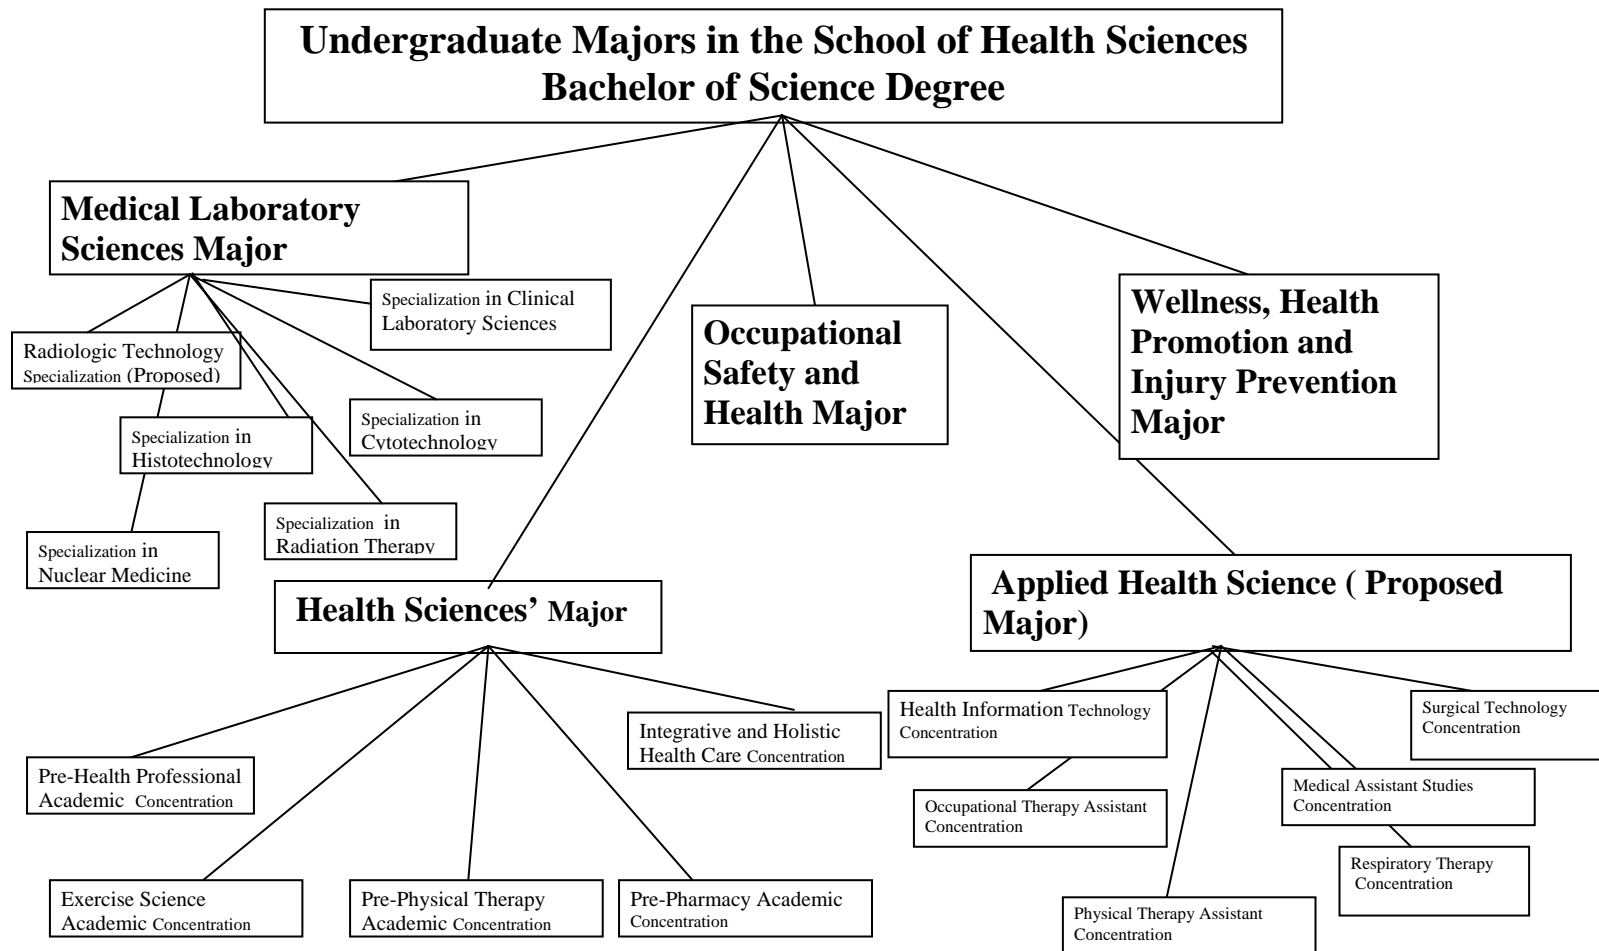 Undergraduate Majors in the School of Health Sciences
Bachelor of Science Degree
Medical Laboratory
Sciences Major
Specialization in Clinical
Laboratory Sciences
Radiologic Technology
Specialization (Proposed)
Specialization in
Cytotechnology
Specialization in
Histotechnology
Specialization in
Radiation Therapy
Specialization in
Nuclear Medicine
Occupational
Safety and
Health Major
Wellness, Health
Promotion and
Injury Prevention
Major
Health Sciences’ Major
Applied Health Science ( Proposed
Major)
Integrative and Holistic
Health Care Concentration
Pre-Health Professional
Academic Concentration
Exercise Science
Academic Concentration
Pre-Physical Therapy
Academic Concentration
Pre-Pharmacy Academic
Concentration
Health Information Technology
Concentration
Surgical Technology
Concentration
Occupational Therapy Assistant
Concentration
Medical Assistant Studies
Concentration
Respiratory Therapy
Concentration
Physical Therapy Assistant
Concentration